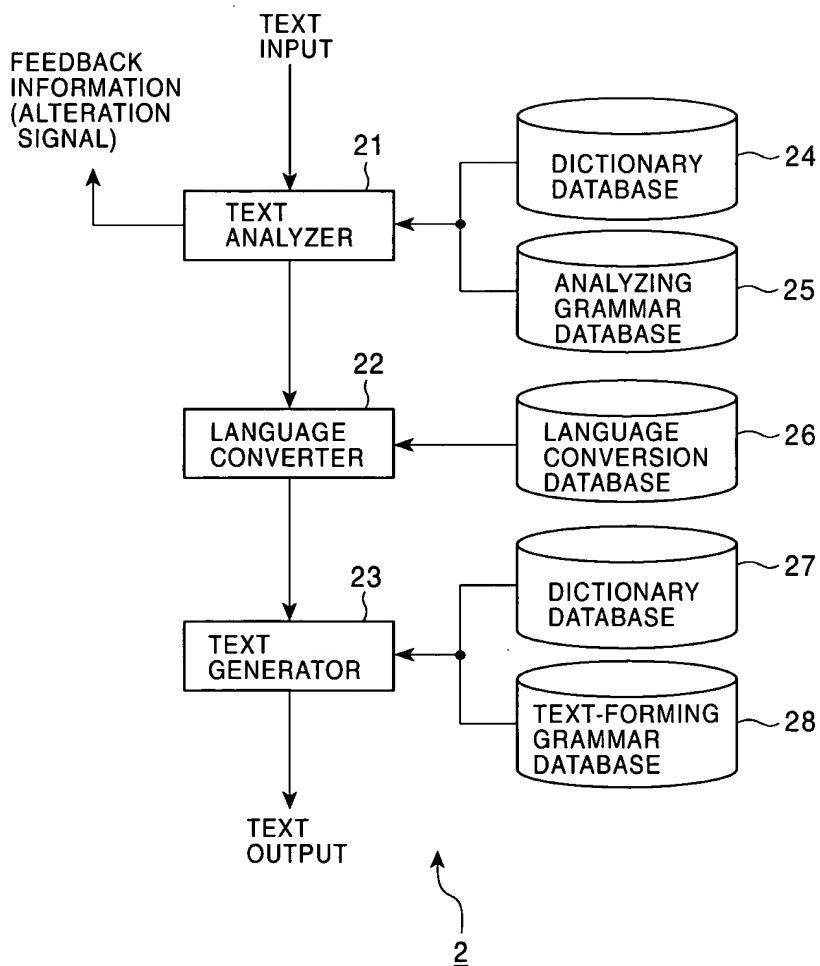 TEXT
INPUT
FEEDBACK
INFORMATION
(ALTERATION
SIGNAL)
21
TEXT
ANALYZER
DICTIONARY
DATABASE
24
ANALYZING
GRAMMAR
DATABASE
25
22
LANGUAGE
CONVERTER
LANGUAGE
CONVERSION
DATABASE
26
23
TEXT
GENERATOR
DICTIONARY
DATABASE
27
TEXT-FORMING
GRAMMAR
DATABASE
28
TEXT
OUTPUT
2